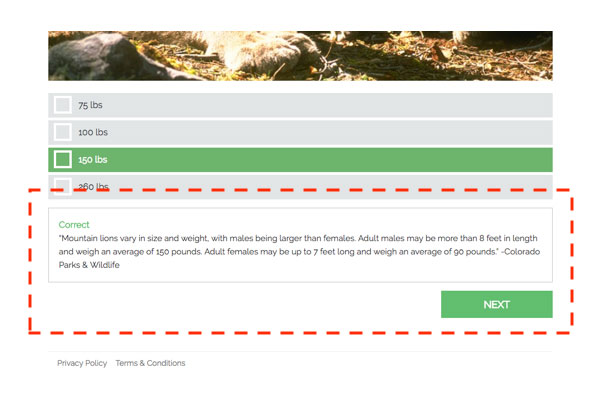 75 lbs
100 lbs
150 lbs
260 lbs
Correct
"Mountain lions vary in size and weight, with males being larger than females. Adult males may be more than 8 feet in length
and weigh an average of 150 pounds. Adult females may be up to 7 feet long and weigh an average of 90 pounds." -Colorado
Parks & Wildlife
NEXT
Privacy Policy Terms & Conditions